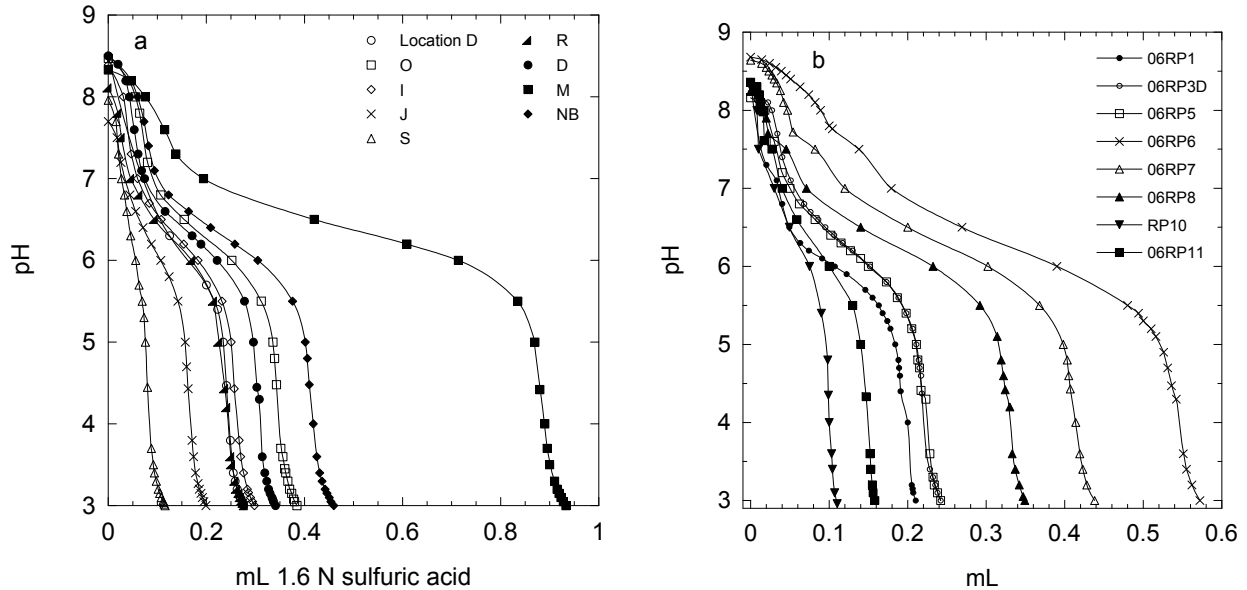 a
Location D
O
I
J
S
R
D
M
NB
9
8
7
6
5
4
3
pH
0
0.2
0.4
0.6
0.8
1
mL 1.6 N sulfuric acid
b
06RP1
06RP3D
06RP5
06RP6
06RP7
06RP8
RP10
06RP11
9
8
7
6
5
4
3
pH
0
0.1
0.2
0.3
0.4
0.5
0.6
mL